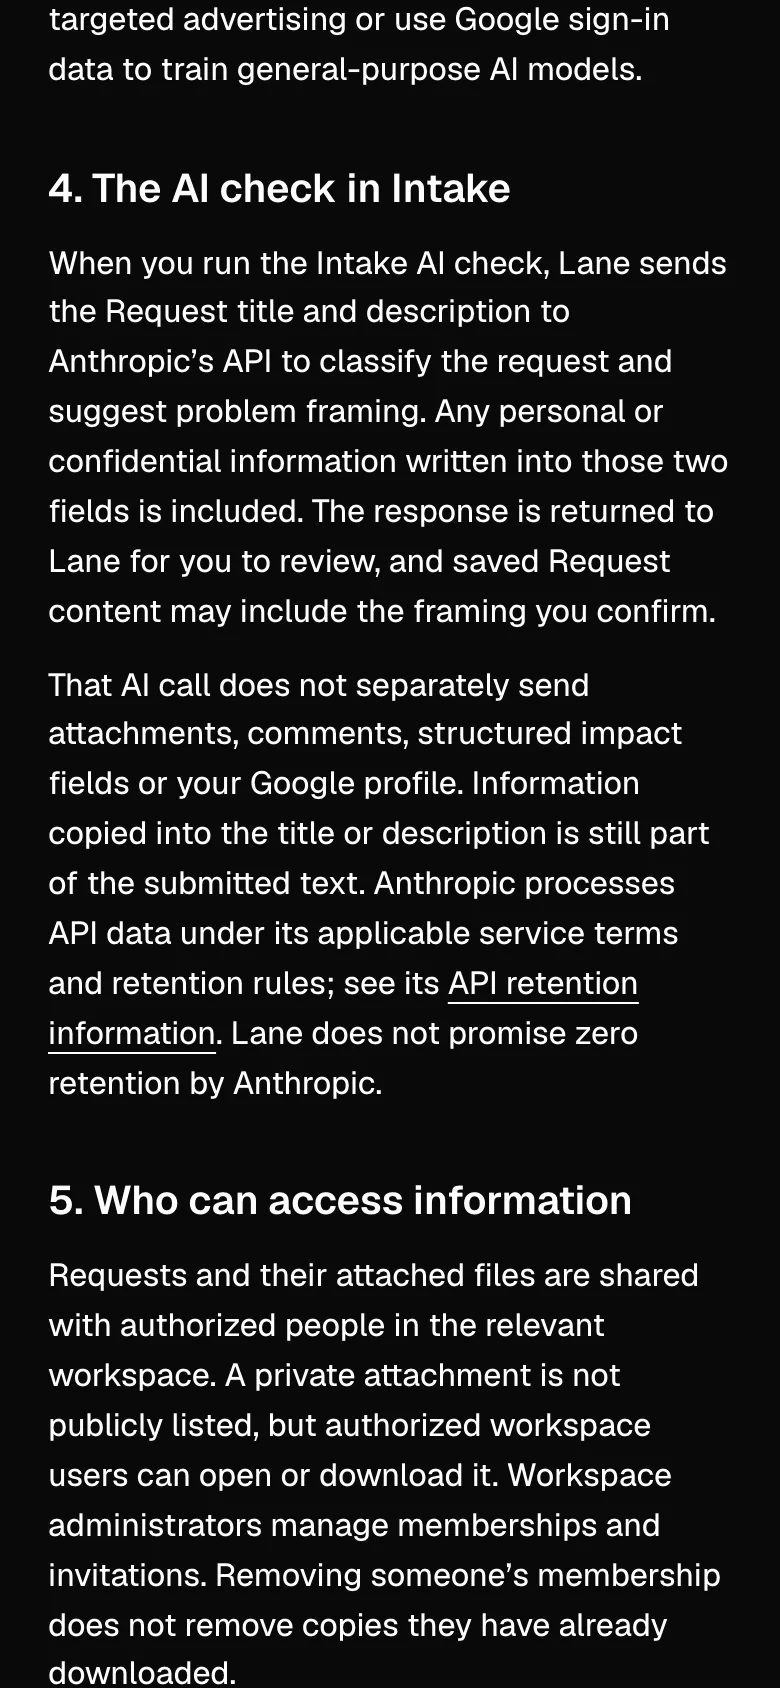 targeted advertising or use Google sign-in
data to train general-purpose AI models.
4. The AI check in Intake
When you run the Intake AI check, Lane sends
the Request title and description to
Anthropic’s API to classify the request and
suggest problem framing. Any personal or
confidential information written into those two
fields is included. The response is returned to
Lane for you to review, and saved Request
content may include the framing you confirm.
That AI call does not separately send
attachments, comments, structured impact
fields or your Google profile. Information
copied into the title or description is still part
of the submitted text. Anthropic processes
API data under its applicable service terms
and retention rules; see its API retention
information. Lane does not promise zero
retention by Anthropic.
5. Who can access information
Requests and their attached files are shared
with authorized people in the relevant
workspace. A private attachment is not
publicly listed, but authorized workspace
users can open or download it. Workspace
administrators manage memberships and
invitations. Removing someone’s membership
does not remove copies they have already
downloaded.